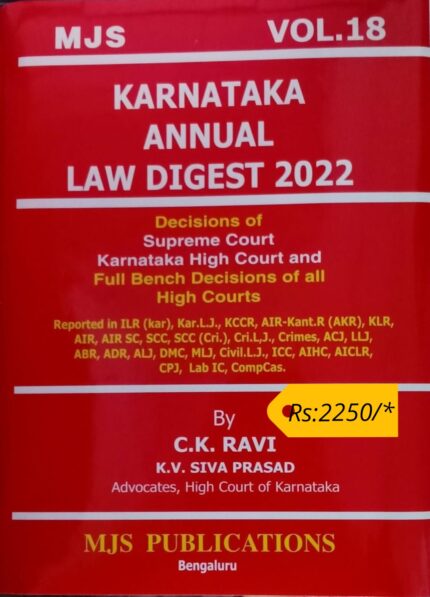 MJS VOL.18
KARNATAKA
ANNUAL
LAW DIGEST 2022
Decisions of
Supreme Court
Karnataka High Court and
Full Bench Decisions of all
High Courts
Reported in ILR (kar), Kar.L.J., KCCR, AIR-Kant.R (AKR), KLR,
AIR, AIR SC, SCC, SCC (Cri.), Cri.L.J., Crimes, ACJ, LLJ,
ABR, ADR, ALJ, DMC, MLJ, Civil.L.J., ICC, AIHC, AICLR,
CPJ, Lab IC, CompCas.
Rs:2250/*
By
C.K. RAVI
K.V. SIVA PRASAD
Advocates, High Court of Karnataka
MJS PUBLICATIONS
Bengaluru